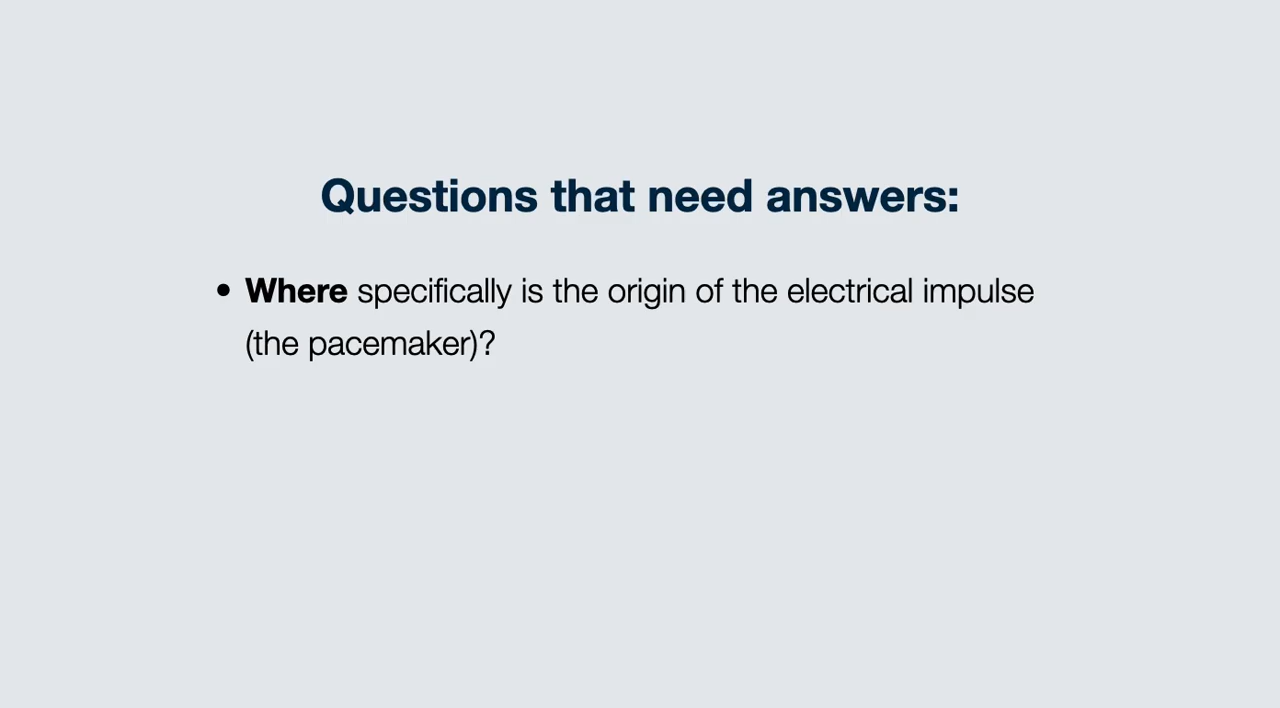 Questions that need answers:
• Where specifically is the origin of the electrical impulse
(the pacemaker)?